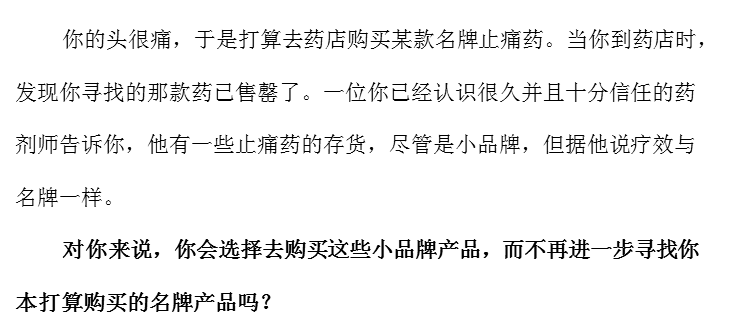 你的头很痛，于是打算去药店购买某款名牌止痛药。当你到药店时，
发现你寻找的那款药已售罄了。一位你已经认识很久并且十分信任的药
剂师告诉你，他有一些止痛药的存货，尽管是小品牌，但据他说疗效与
名牌一样。
对你来说，你会选择去购买这些小品牌产品，而不再进一步寻找你
本打算购买的名牌产品吗？